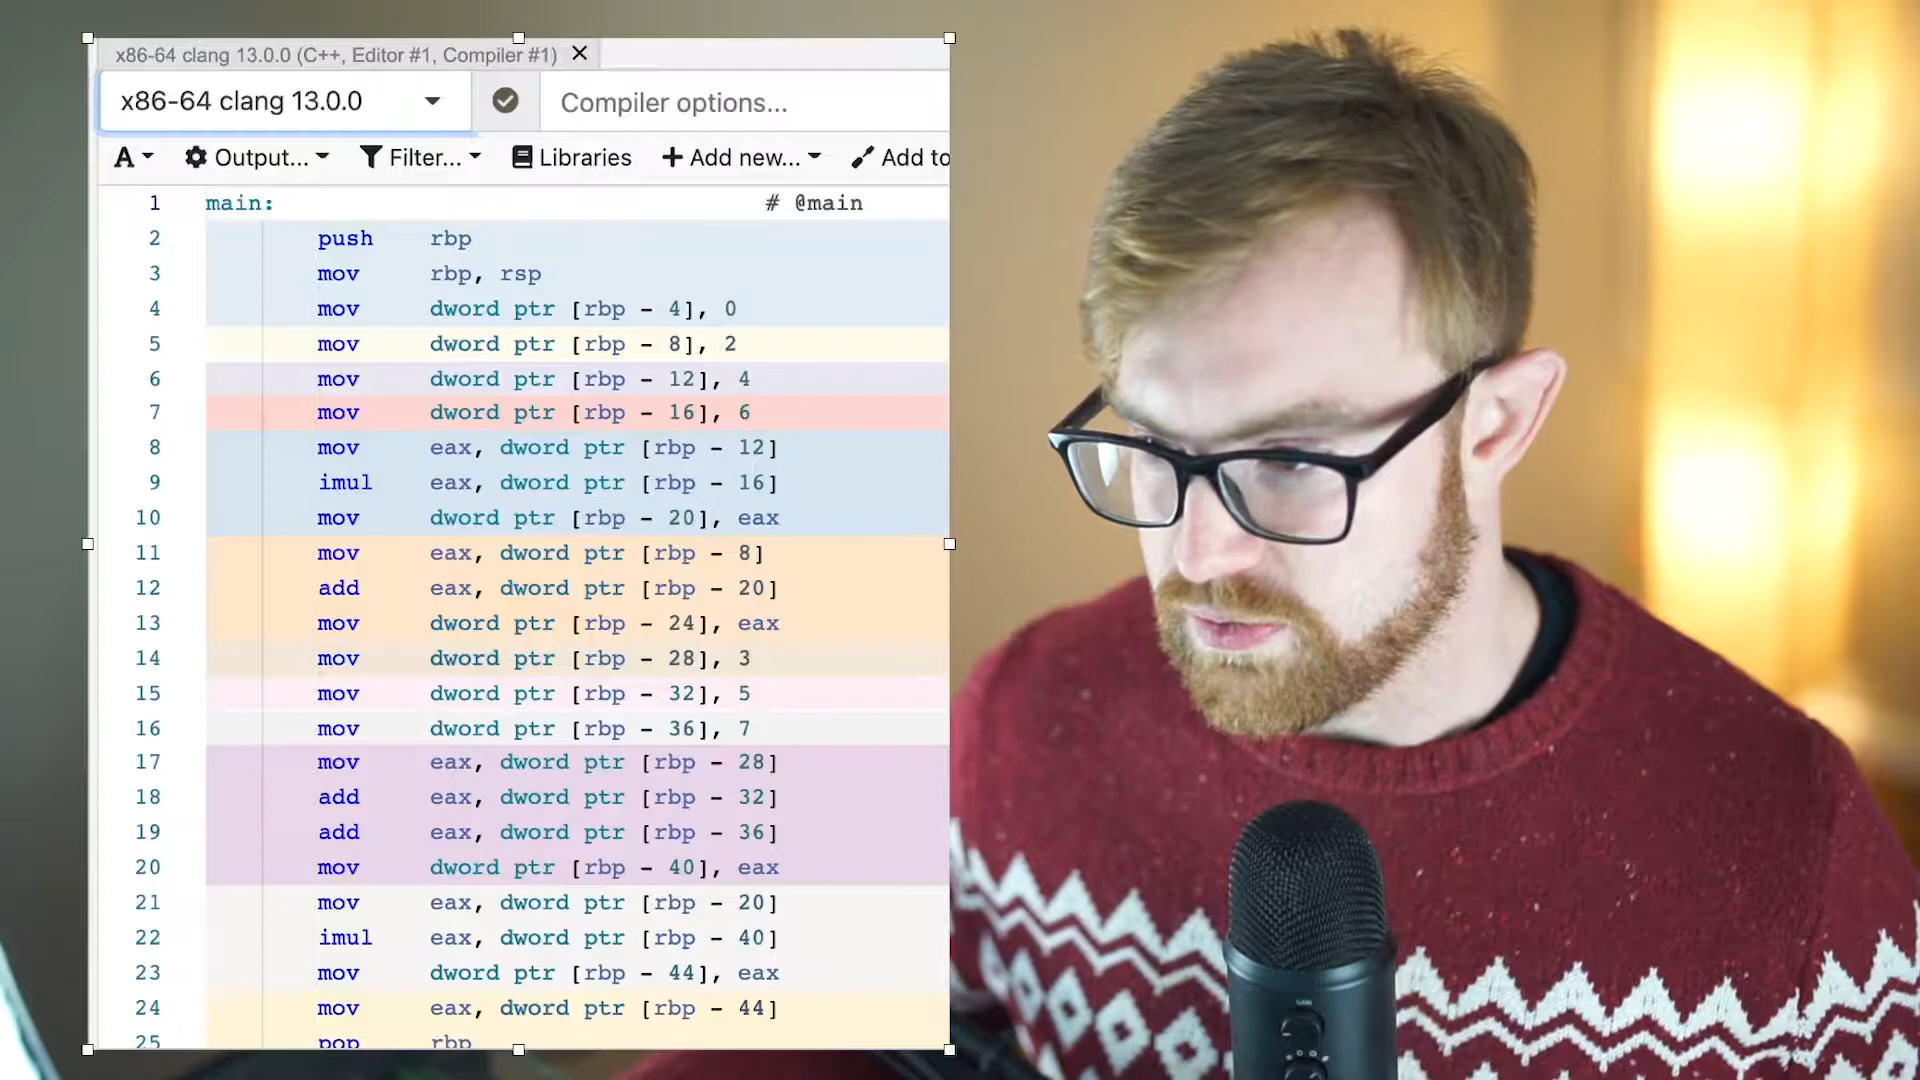 x86-64 clang 13.0.0 (C++, Editor #1, Compiler #1)
x86-64 clang 13.0.0 Compiler options...
A Output... Filter... Libraries + Add new... Add to
1 main: # @main
2 push rbp
3 mov rbp, rsp
4 mov dword ptr [rbp - 4], 0
5 mov dword ptr [rbp - 8], 2
6 mov dword ptr [rbp - 12], 4
7 mov dword ptr [rbp - 16], 6
8 mov eax, dword ptr [rbp - 12]
9 imul eax, dword ptr [rbp - 16]
10 mov dword ptr [rbp - 20], eax
11 mov eax, dword ptr [rbp - 8]
12 add eax, dword ptr [rbp - 20]
13 mov dword ptr [rbp - 24], eax
14 mov dword ptr [rbp - 28], 3
15 mov dword ptr [rbp - 32], 5
16 mov dword ptr [rbp - 36], 7
17 mov eax, dword ptr [rbp - 28]
18 add eax, dword ptr [rbp - 32]
19 add eax, dword ptr [rbp - 36]
20 mov dword ptr [rbp - 40], eax
21 mov eax, dword ptr [rbp - 20]
22 imul eax, dword ptr [rbp - 40]
23 mov dword ptr [rbp - 44], eax
24 mov eax, dword ptr [rbp - 44]
25 pop rbp